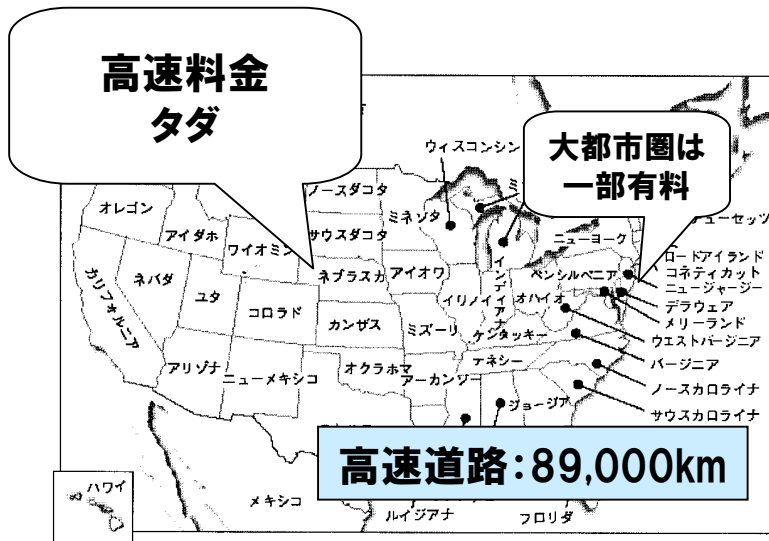 高速料金
タダ
大都市圏は
一部有料
ウィスコンシン
ミ
ノースダコタ
ミネソタ
オレゴン
アイダホ
ワイオミン
サウスダコタ
ニューヨーク
チューセッツ
ロードアイランド
コネティカット
ニュージャージー
デラウェア
メリーランド
ウエストバージニア
バージニア
ノースカロライナ
サウスカロライナ
カリフォルニア
ネバダ
ユタ
コロラド
ネブラスカ
アイオワ
イリノイ
インディアナ
オハイオ
ペンシルベニア
カンザス
ミズーリ
ケンタッキー
テネシー
アリゾナ
ニューメキシコ
オクラホマ
アーカンソー
ジョージア
高速道路：89,000km
ハワイ
メキシコ
ルイジアナ
フロリダ